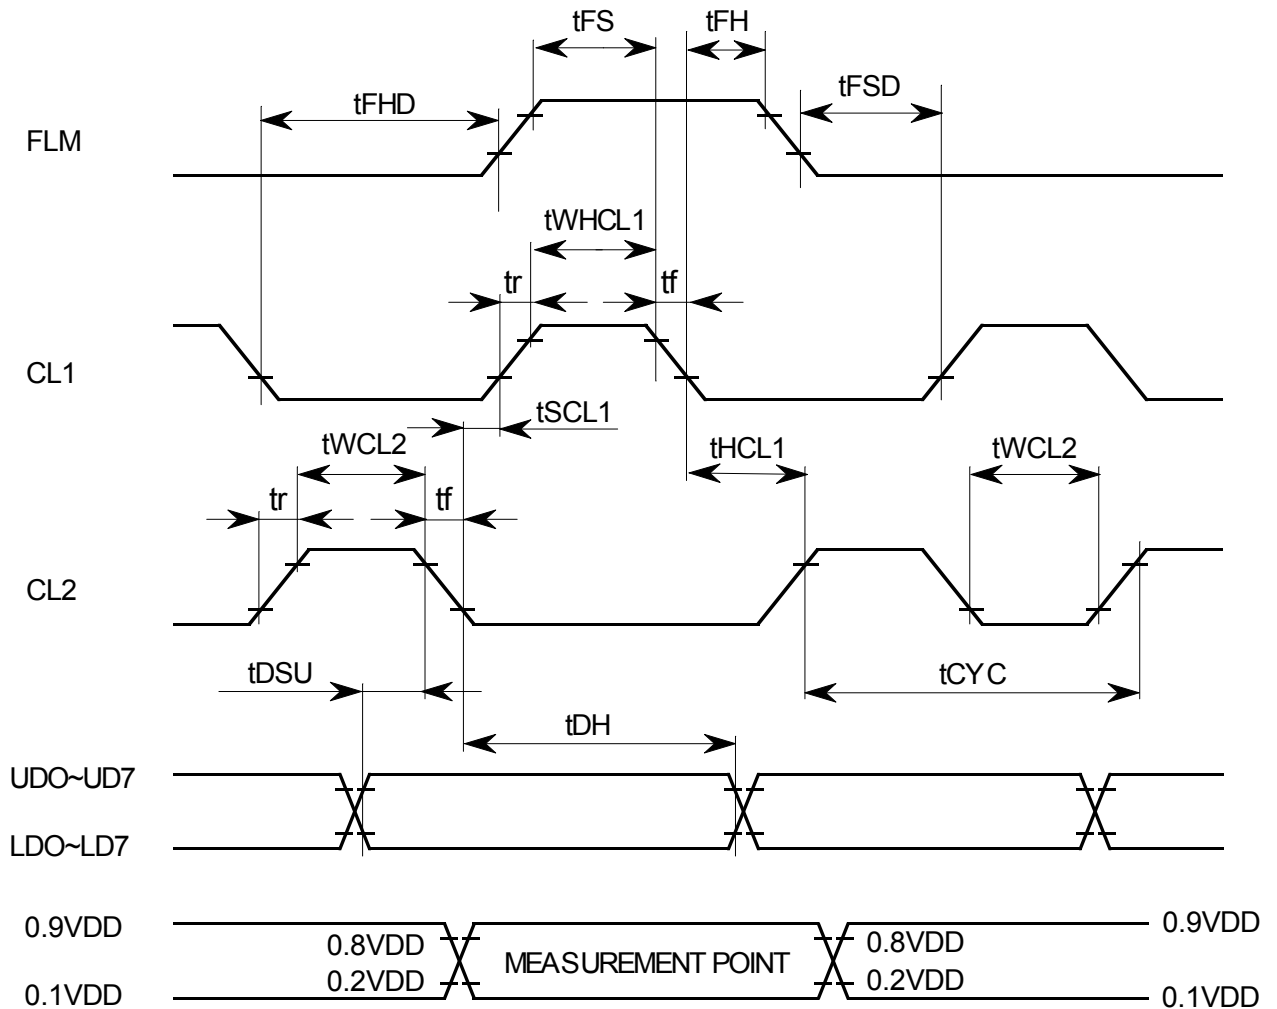 tFS
tFH
tFHD
tFSD
FLM
tWHCL1
tr
tf
CL1
tSCL1
tWCL2
tHCL1
tWCL2
tr
tf
CL2
tDSU
tCYC
tDH
UDO~UD7
LDO~LD7
0.9VDD
0.9VDD
0.8VDD
0.8VDD
MEASUREMENT POINT
0.2VDD
0.2VDD
0.1VDD
0.1VDD